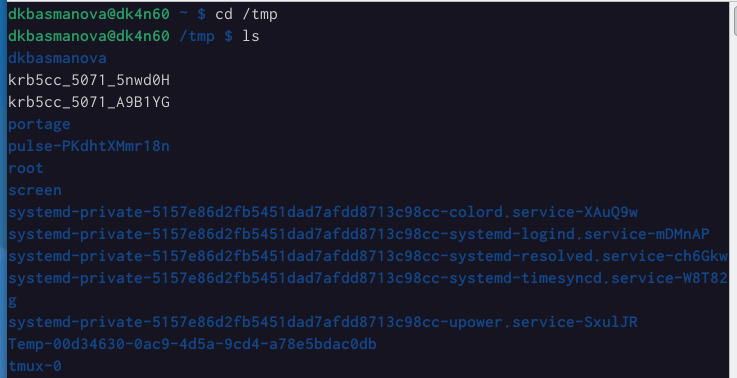 dkbasmanova@dk4n60 ~ $ cd /tmp
dkbasmanova@dk4n60 /tmp $ ls
dkbasmanova
krb5cc_5071_5nwd0H
krb5cc_5071_A9B1YG
portage
pulse-PKdhtXMmr18n
root
screen
systemd-private-5157e86d2fb5451dad7afdd8713c98cc-colord.service-XAuQ9w
systemd-private-5157e86d2fb5451dad7afdd8713c98cc-systemd-logind.service-mDMnAP
systemd-private-5157e86d2fb5451dad7afdd8713c98cc-systemd-resolved.service-ch6Gkw
systemd-private-5157e86d2fb5451dad7afdd8713c98cc-systemd-timesyncd.service-W8T82
g
systemd-private-5157e86d2fb5451dad7afdd8713c98cc-upower.service-SxulJR
Temp-00d34630-0ac9-4d5a-9cd4-a78e5bdac0db
tmux-0